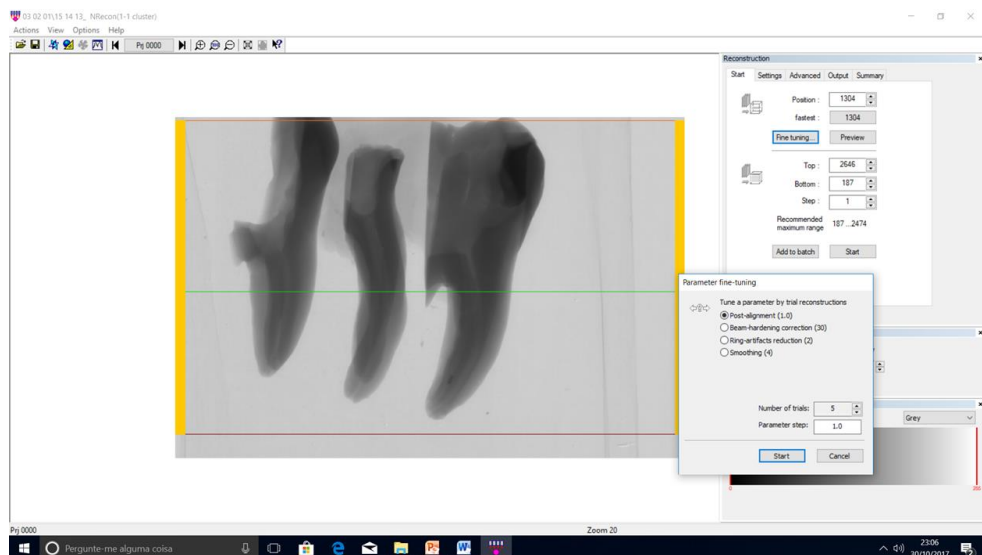 03 02 01\15 14 13_ NRecon(1-1 cluster)
Actions View Options Help
Prj 0000
Reconstruction
Start Settings Advanced Output Summary
Position : 1304
fastest : 1304
Fine tuning... Preview
Top : 2646
Bottom : 187
Step : 1
Recommended
maximum range
187 ...2474
Add to batch Start
Parameter fine-tuning
Tune a parameter by trial reconstructions
Post-alignment (1.0)
Beam-hardening correction (30)
Ring-artifacts reduction (2)
Smoothing (4)
Number of trials: 5
Parameter step: 1.0
Start Cancel
Grey
0 255
Prj 0000 Zoom 20
Pergunte-me alguma coisa
23:06
30/10/2017